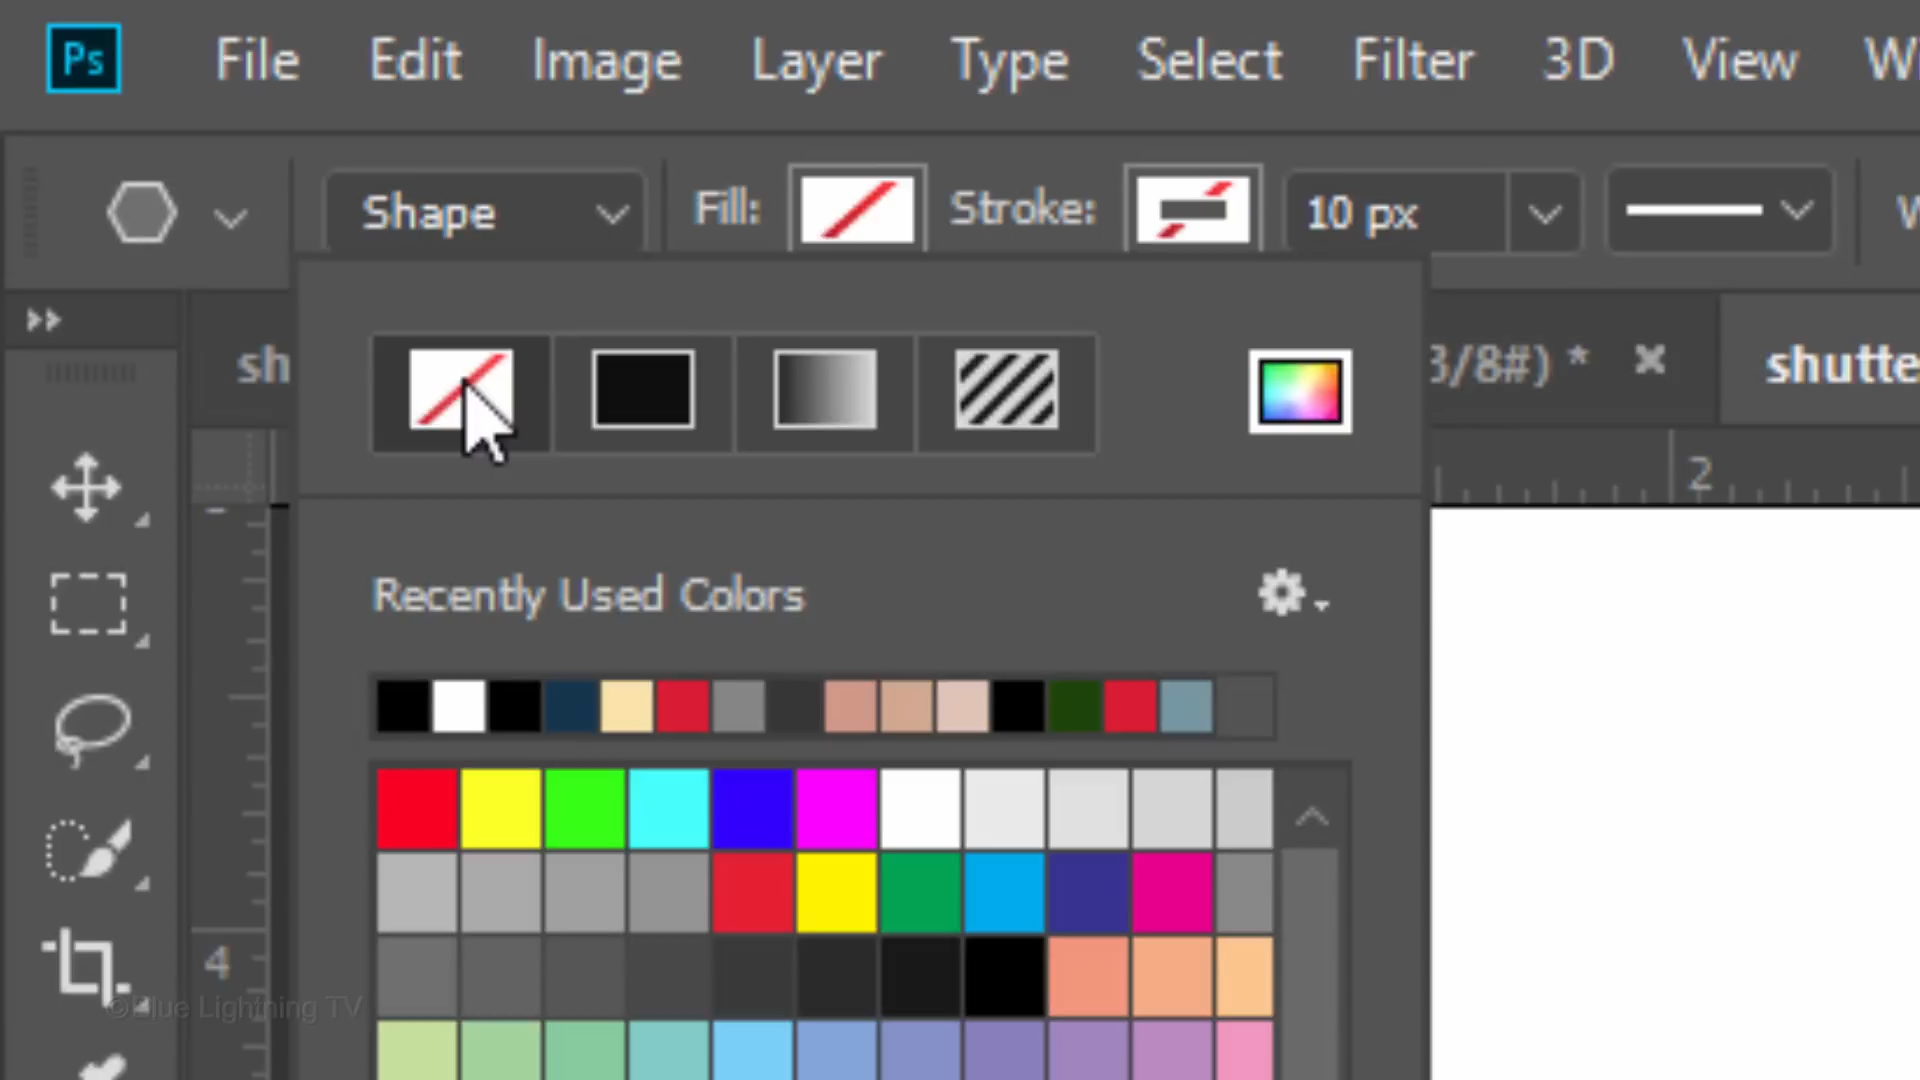 Ps File Edit Image Layer Type Select Filter 3D View Wi
Shape Fill: Stroke: 10 px W
sh 3/8#) * shutte
2
Recently Used Colors
4
©Blue Lightning TV